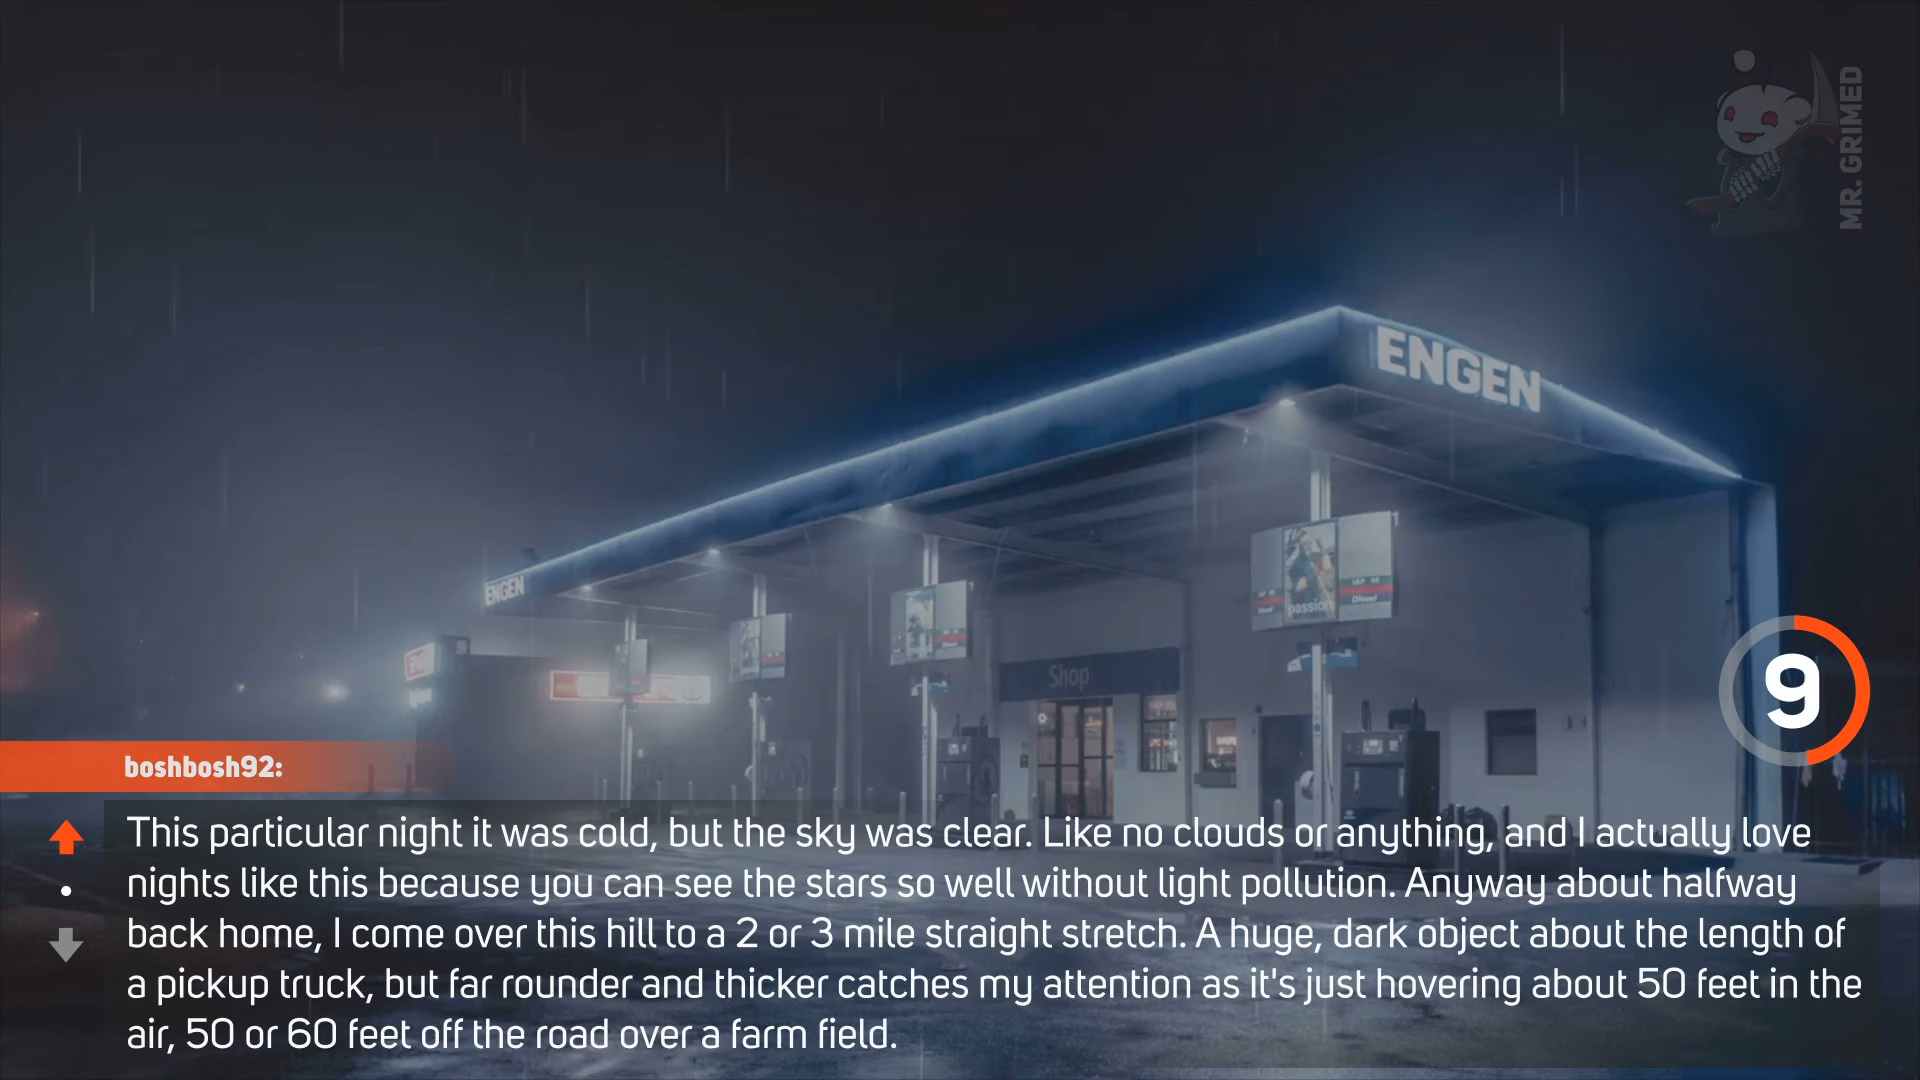 MR. GRIMED
ENGEN
ENGEN
passion
Diesel
Shop
9
boshbosh92:
This particular night it was cold, but the sky was clear. Like no clouds or anything, and I actually love
nights like this because you can see the stars so well without light pollution. Anyway about halfway
back home, I come over this hill to a 2 or 3 mile straight stretch. A huge, dark object about the length of
a pickup truck, but far rounder and thicker catches my attention as it's just hovering about 50 feet in the
air, 50 or 60 feet off the road over a farm field.